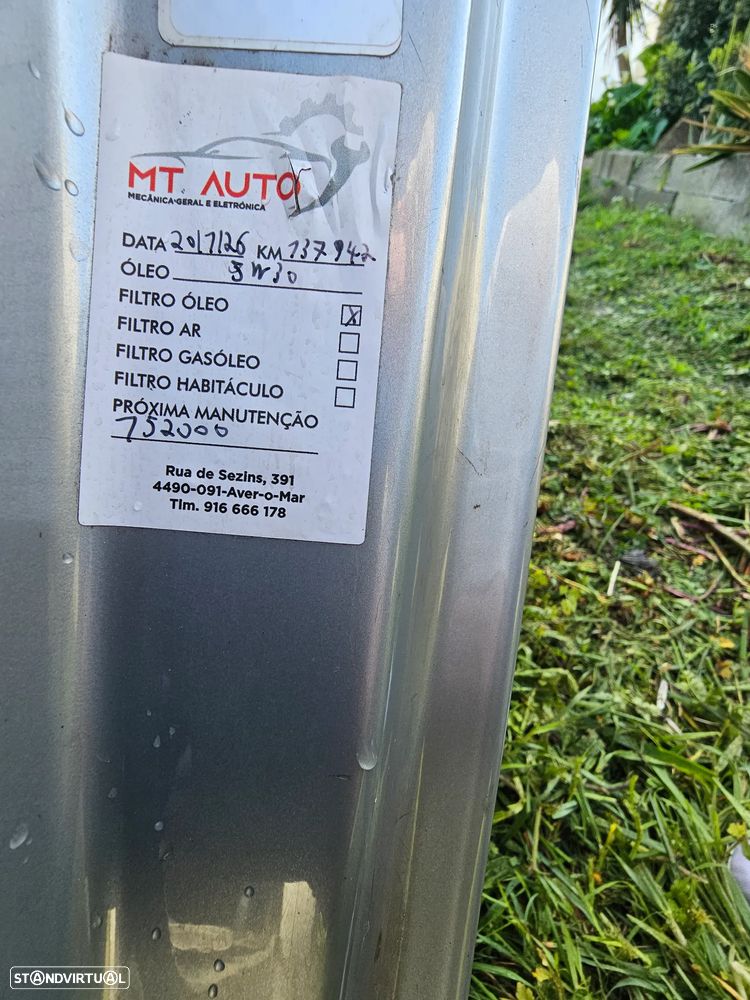 MT. AUTO
MECÂNICA GERAL E ELETRÓNICA
DATA 20/1/26 KM 137942
ÓLEO 5W30
FILTRO ÓLEO X
FILTRO AR
FILTRO GASÓLEO
FILTRO HABITÁCULO
PRÓXIMA MANUTENÇÃO
152000
Rua de Sezins, 391
4490-091-Aver-o-Mar
Tlm. 916 666 178
STANDVIRTUAL